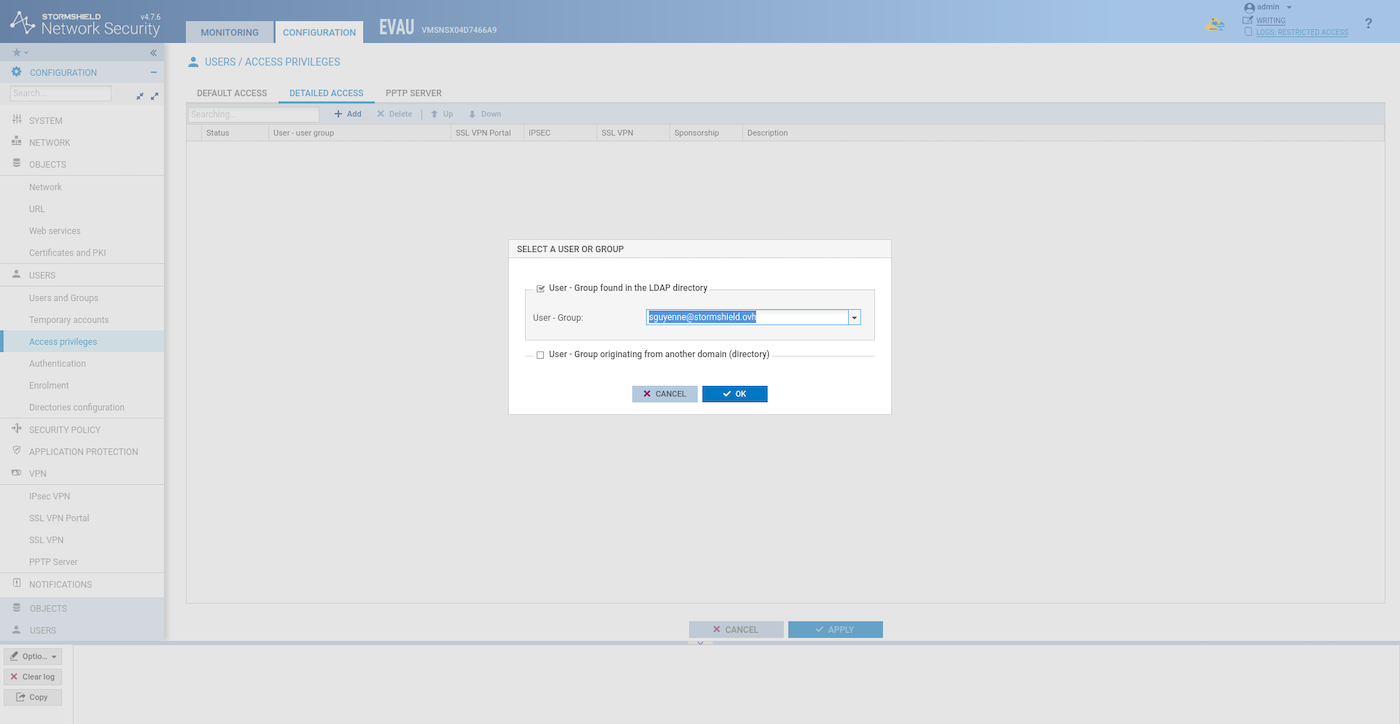 STORMSHIELD v4.7.6
Network Security
MONITORING CONFIGURATION
EVAU VMSNSX04D7466A9
admin
WRITING
LOGS: RESTRICTED ACCESS
?
CONFIGURATION
Search...
SYSTEM
NETWORK
OBJECTS
Network
URL
Web services
Certificates and PKI
USERS
Users and Groups
Temporary accounts
Access privileges
Authentication
Enrolment
Directories configuration
SECURITY POLICY
APPLICATION PROTECTION
VPN
IPsec VPN
SSL VPN Portal
SSL VPN
PPTP Server
NOTIFICATIONS
OBJECTS
USERS
USERS / ACCESS PRIVILEGES
DEFAULT ACCESS DETAILED ACCESS PPTP SERVER
Searching... Add Delete Up Down
Status User - user group SSL VPN Portal IPSEC SSL VPN Sponsorship Description
SELECT A USER OR GROUP
User - Group found in the LDAP directory
User - Group: sguyenne@stormshield.ovh
User - Group originating from another domain (directory)
CANCEL OK
CANCEL APPLY
Optio...
Clear log
Copy